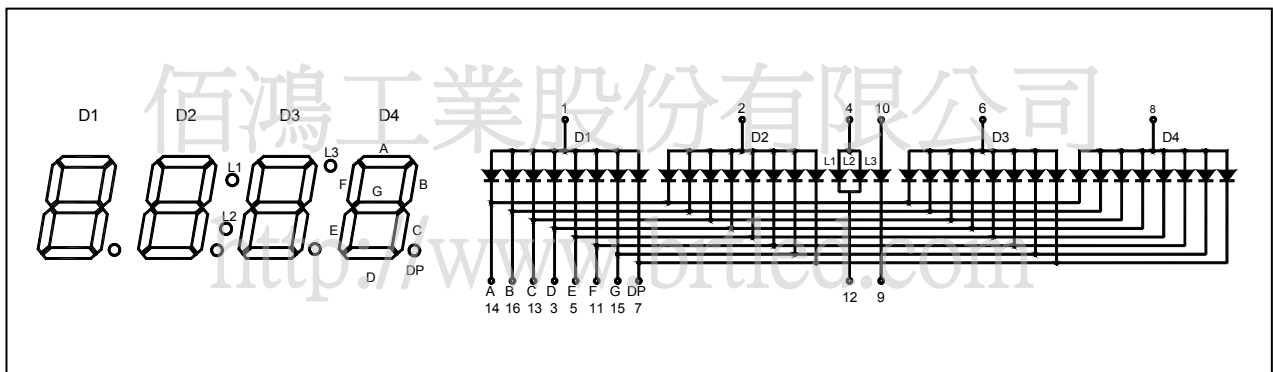 佰鴻工業股份有限公司
D1 D2 D3 D4
A
L3
F B
L1 G
L2
E C
D DP
1 2 4 10 6 8
D1 D2 L1 L2 L3 D3 D4
http://www.brtled.com
A B C D E F G DP 12 9
14 16 13 3 5 11 15 7